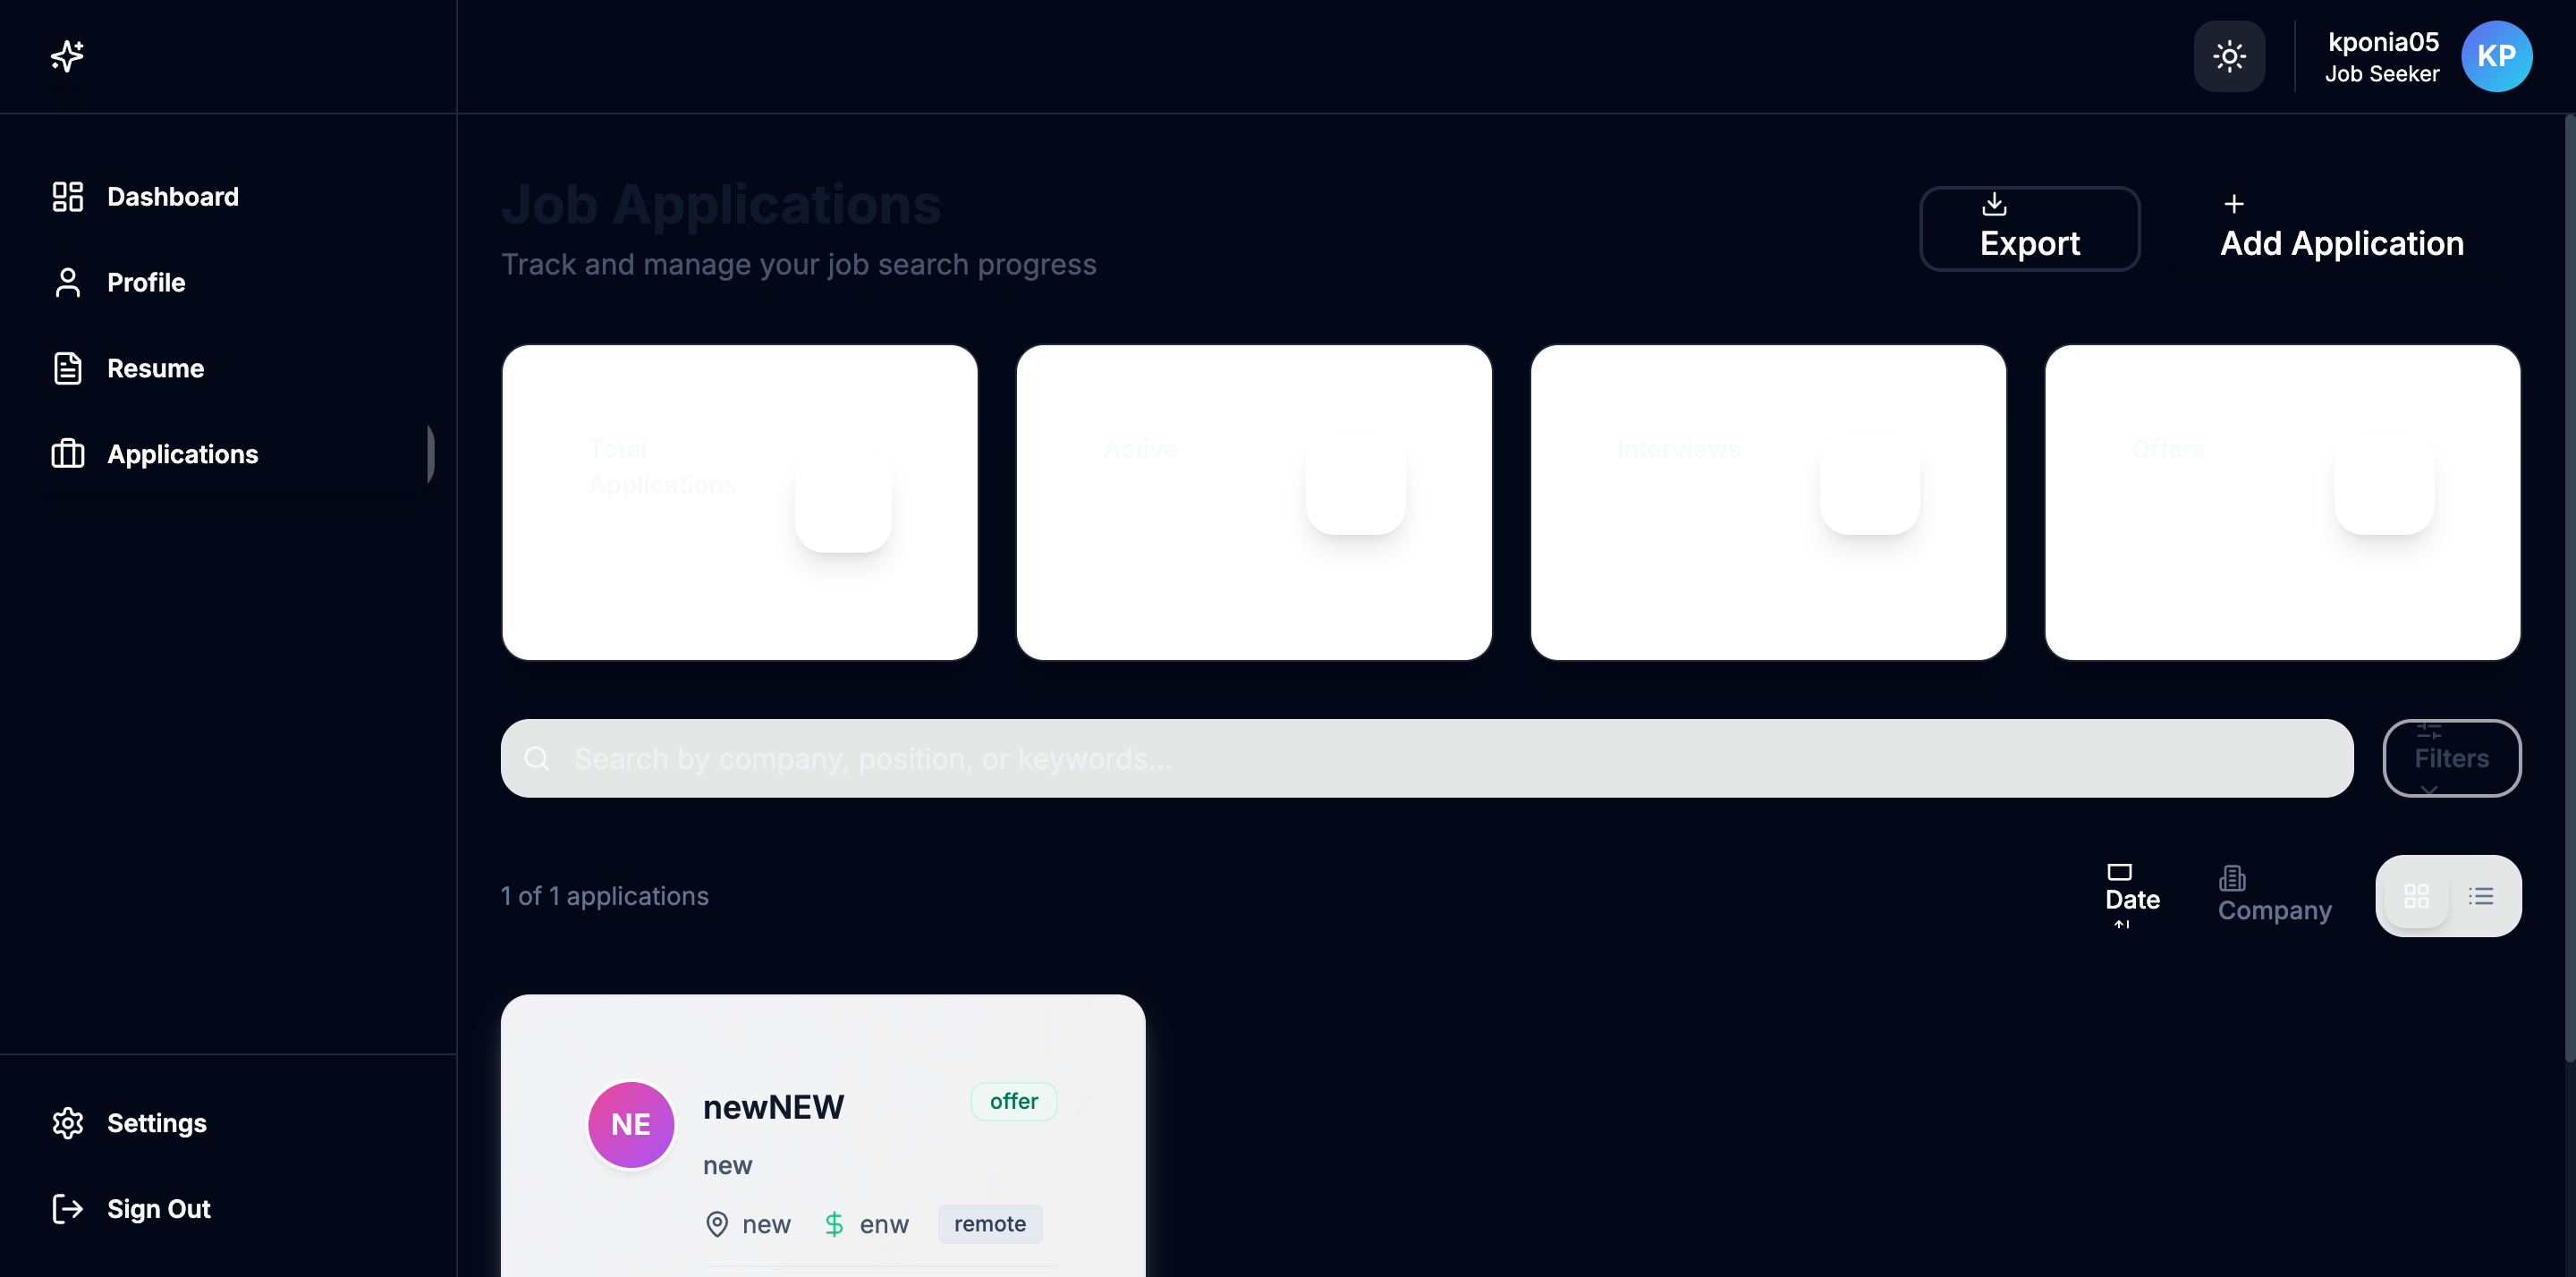 kponia05
Job Seeker
KP
Dashboard
Profile
Resume
Applications
Settings
Sign Out
Job Applications
Track and manage your job search progress
Export
Add Application
Total
Applications
Active
Interviews
Offers
Search by company, position, or keywords...
Filters
1 of 1 applications
Date
Company
NE
newNEW
offer
new
new
enw
remote